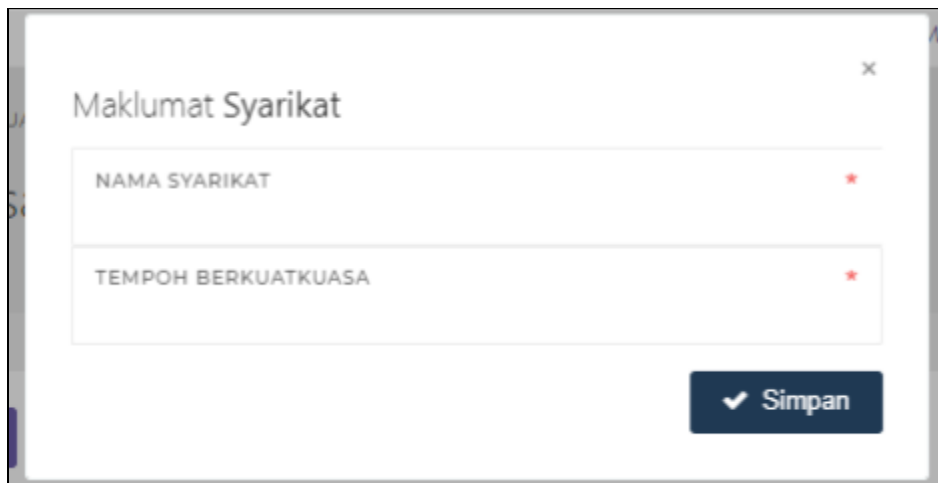 ×
Maklumat Syarikat
NAMA SYARIKAT *
TEMPOH BERKUATKUASA *
Simpan